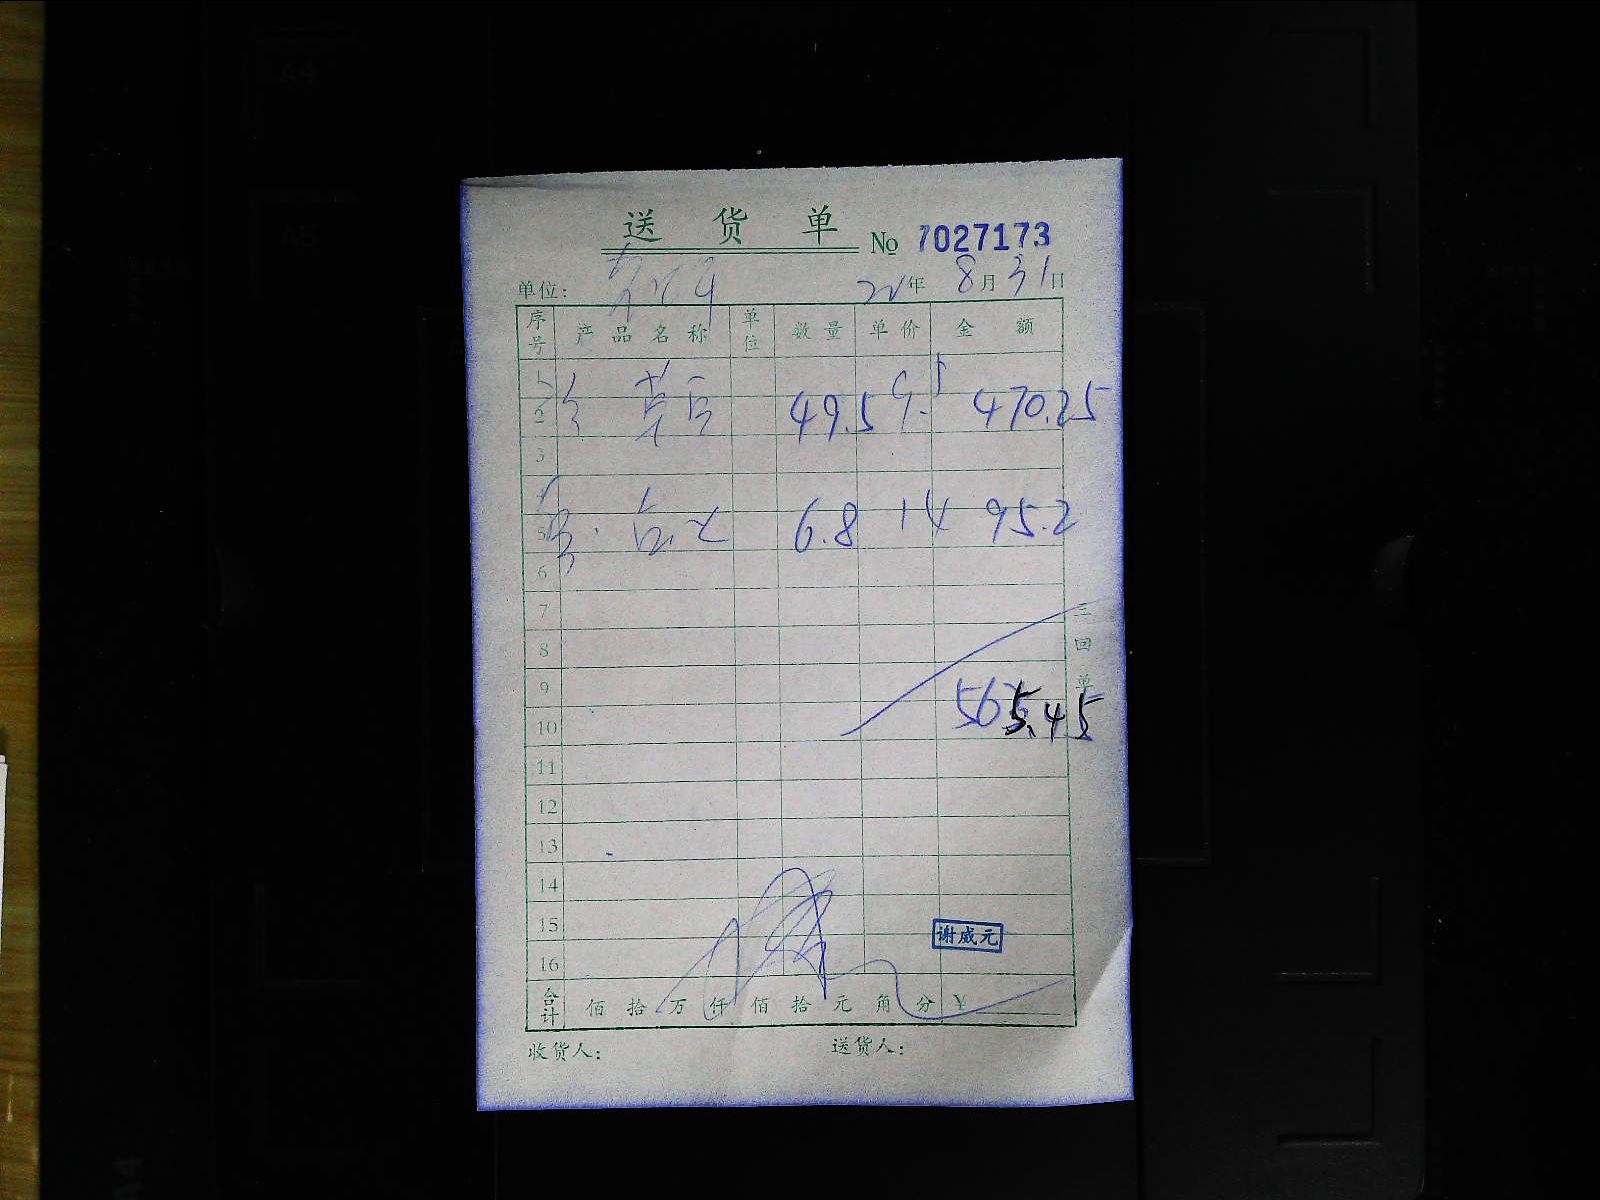 送货单 No 7027173
单位: 22年 8月31日
序号 产品名称 单位 数量 单价 金额
1
2 49.5 9.5 470.25
3
4
5 6.8 14 95.2
6
7
8
9
10 565.45
11
12
13
14
15 谢威元
16
合计 佰 拾 万 仟 佰 拾 元 角 分 ¥
收货人: 送货人:
三回单